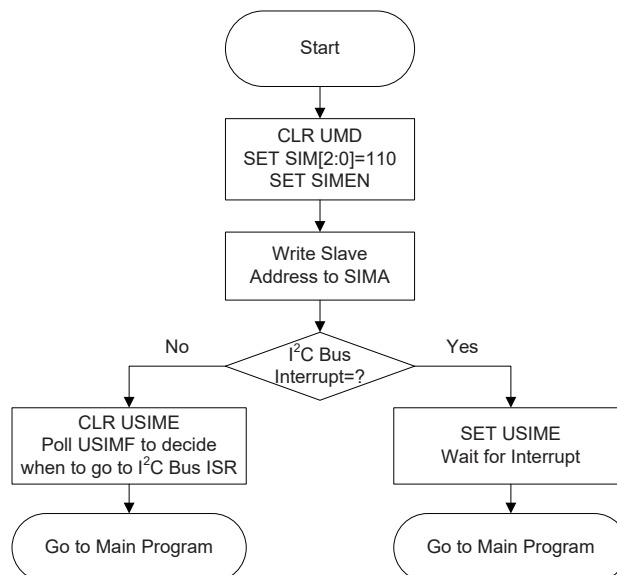 Start
CLR UMD
SET SIM[2:0]=110
SET SIMEN
Write Slave
Address to SIMA
No
I²C Bus
Interrupt=?
Yes
CLR USIME
Poll USIMF to decide
when to go to I²C Bus ISR
SET USIME
Wait for Interrupt
Go to Main Program
Go to Main Program